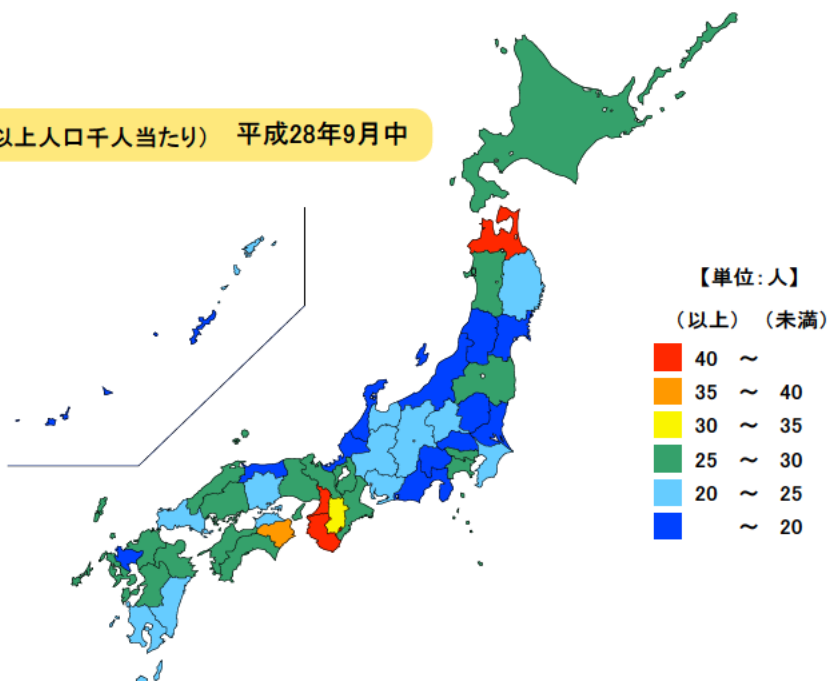 以上人口千人当たり） 平成28年9月中
【単位：人】
（以上）（未満）
40 ～
35 ～ 40
30 ～ 35
25 ～ 30
20 ～ 25
～ 20